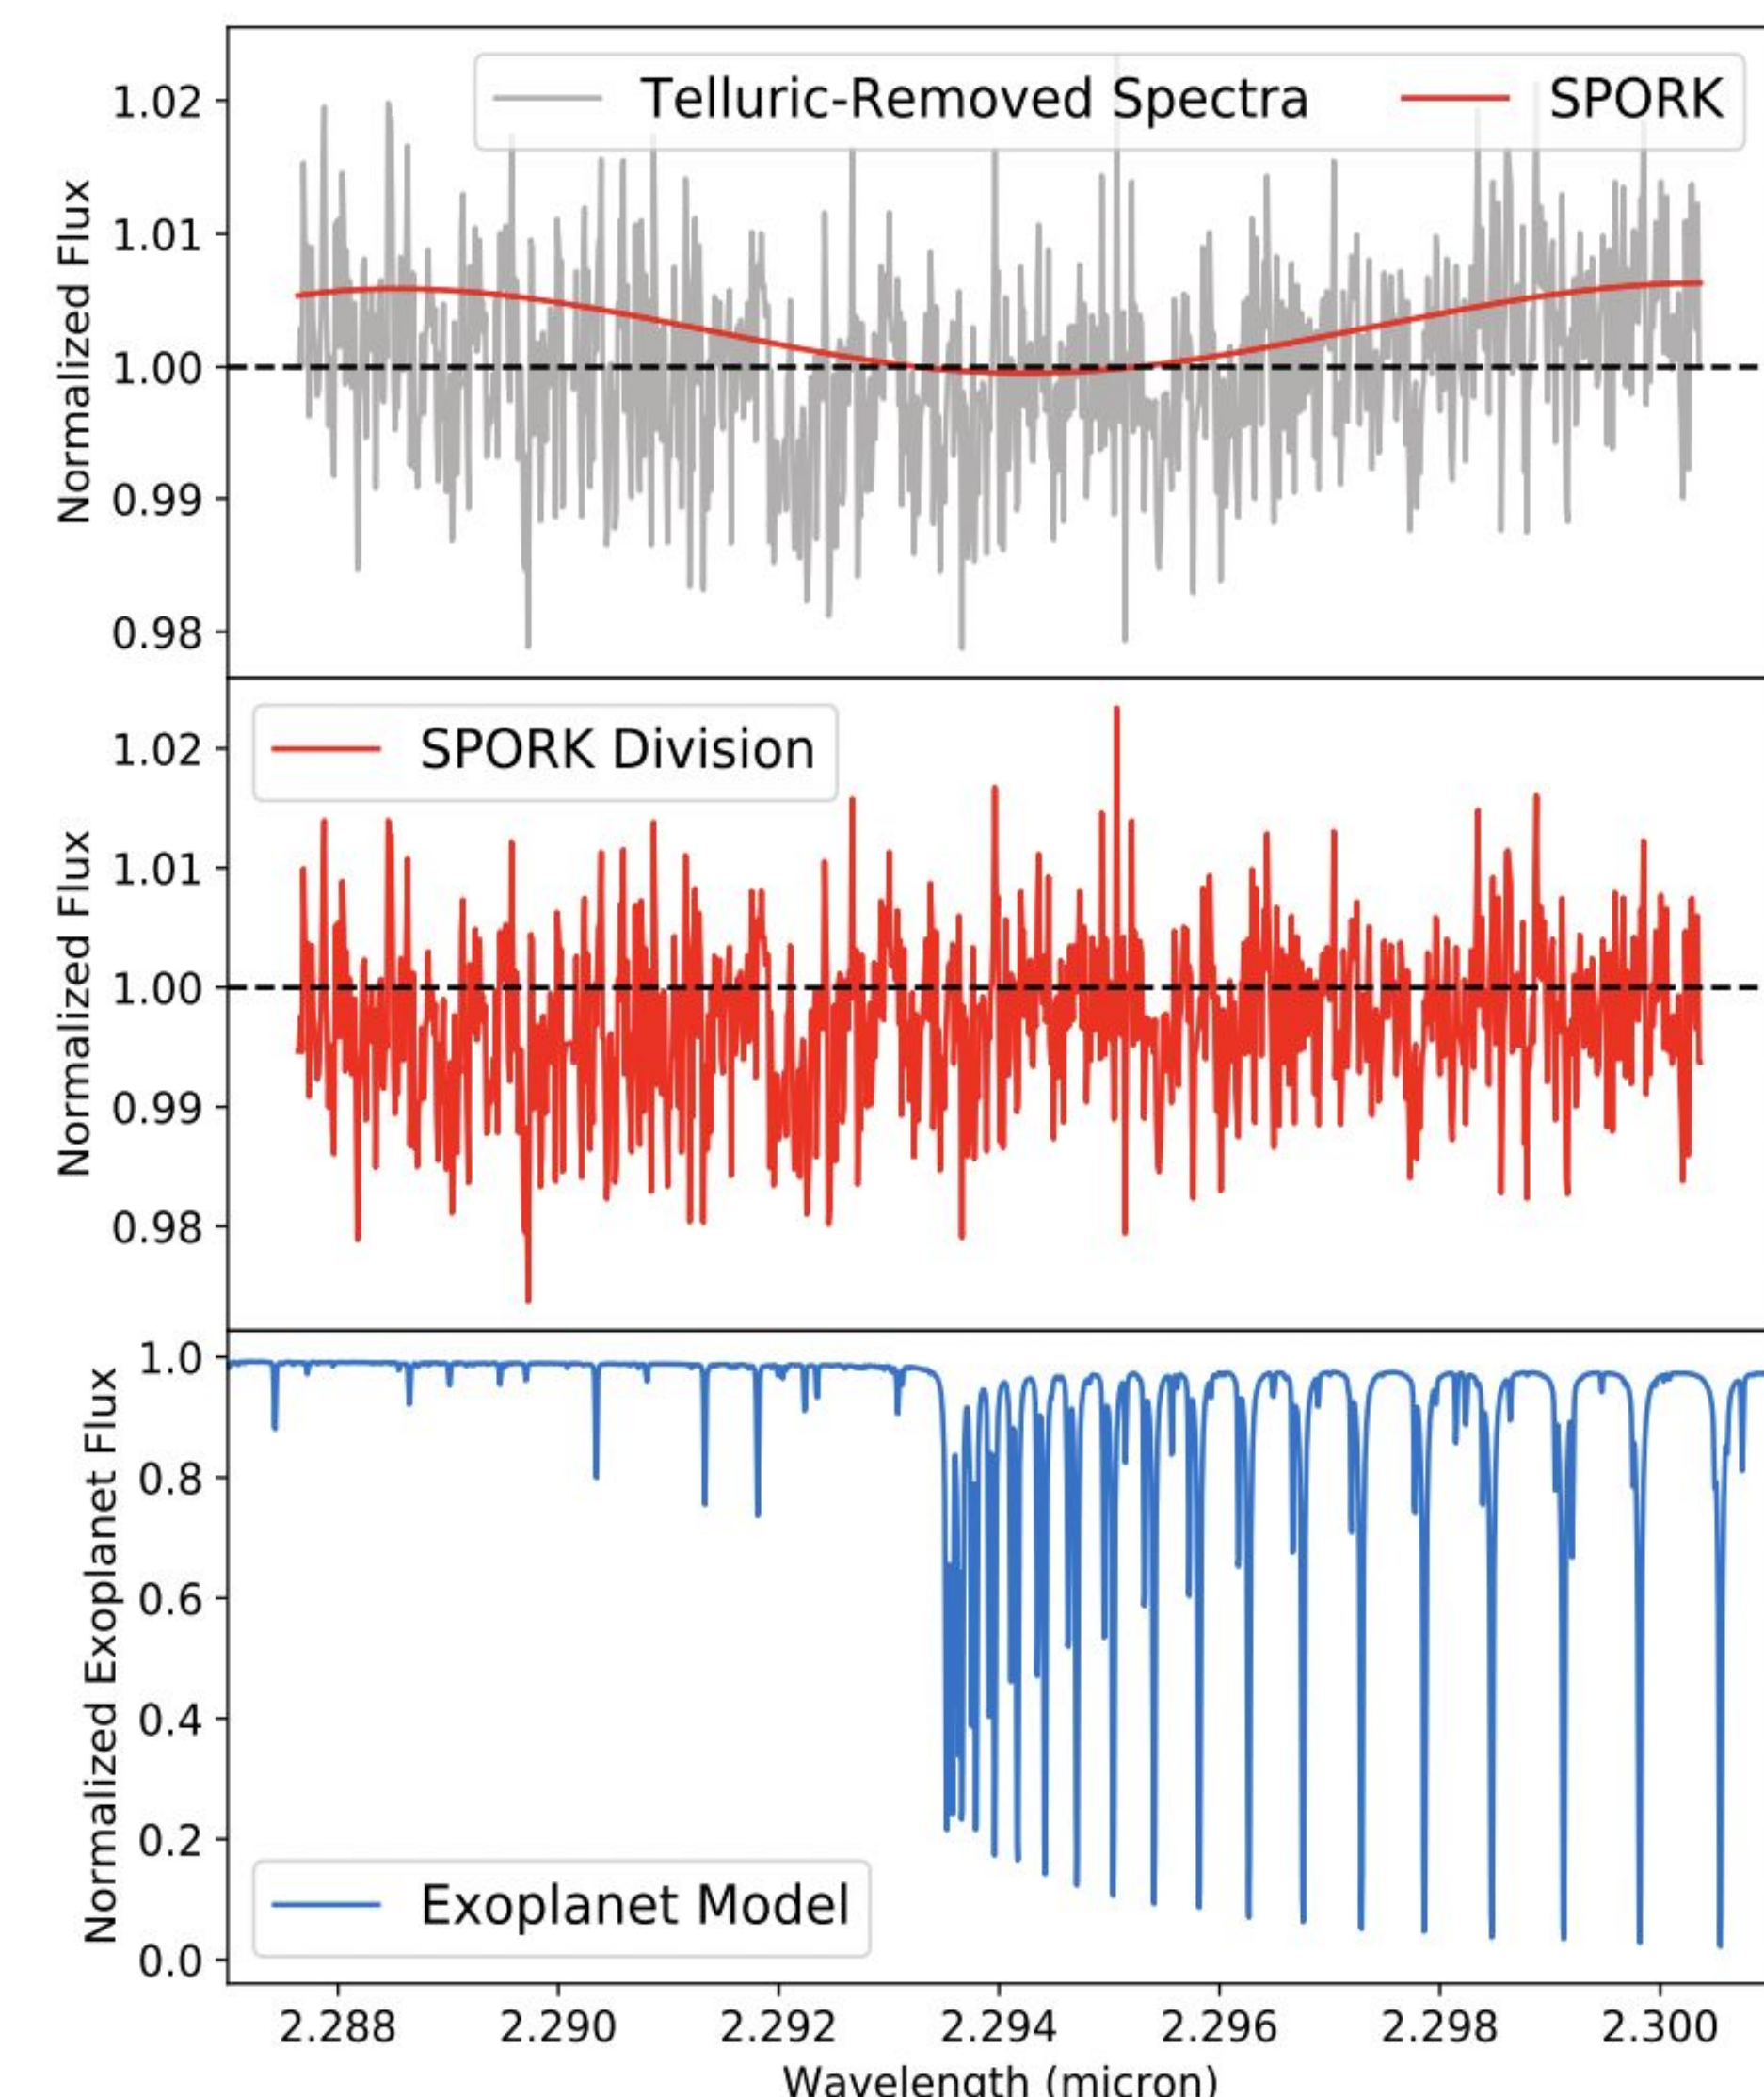 Telluric-Removed Spectra SPORK
1.02
1.01
1.00
0.99
0.98
Normalized Flux
SPORK Division
1.02
1.01
1.00
0.99
0.98
Normalized Flux
1.0
0.8
0.6
0.4
0.2
0.0
Normalized Exoplanet Flux
Exoplanet Model
2.288 2.290 2.292 2.294 2.296 2.298 2.300
Wavelength (micron)